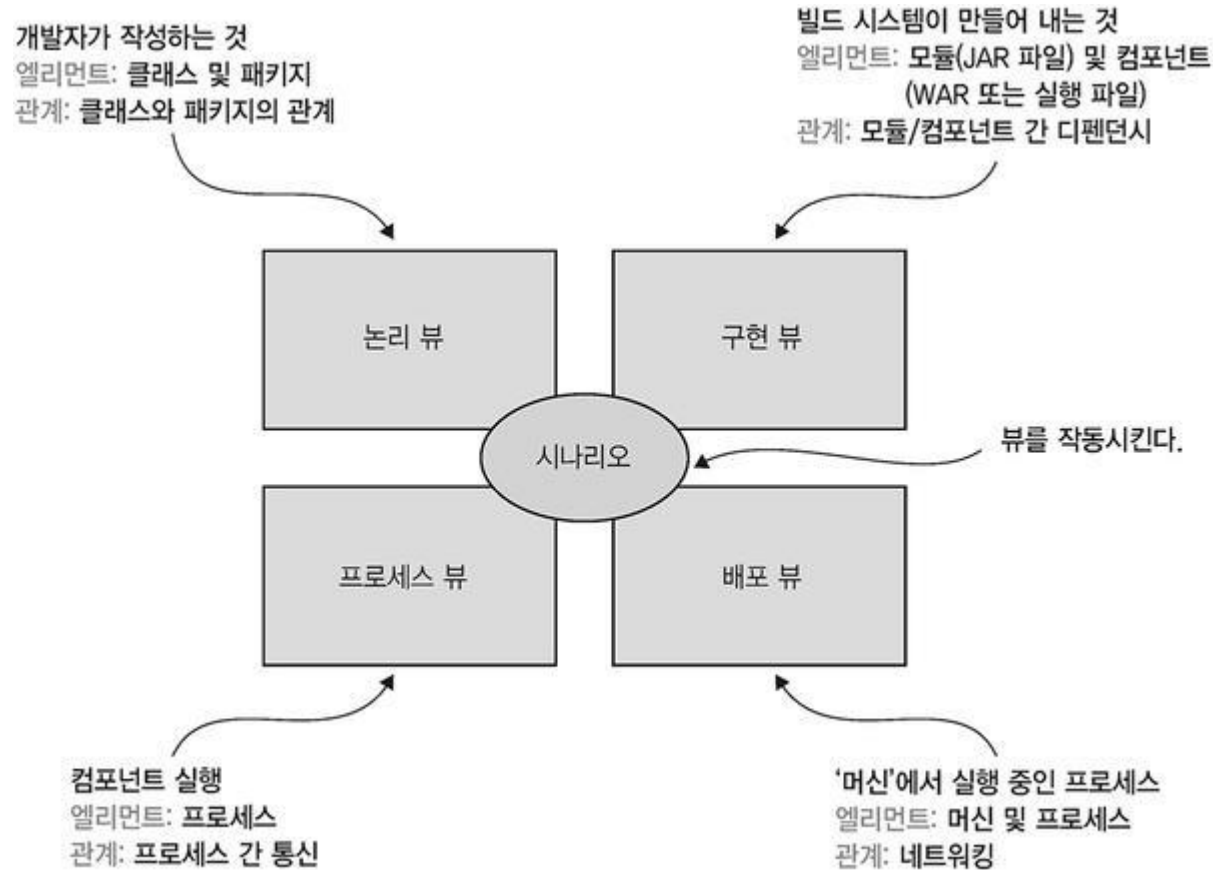 개발자가 작성하는 것
엘리먼트: 클래스 및 패키지
관계: 클래스와 패키지의 관계
빌드 시스템이 만들어 내는 것
엘리먼트: 모듈(JAR 파일) 및 컴포넌트
(WAR 또는 실행 파일)
관계: 모듈/컴포넌트 간 디펜던시
논리 뷰
구현 뷰
시나리오
뷰를 작동시킨다.
프로세스 뷰
배포 뷰
컴포넌트 실행
엘리먼트: 프로세스
관계: 프로세스 간 통신
‘머신’에서 실행 중인 프로세스
엘리먼트: 머신 및 프로세스
관계: 네트워킹